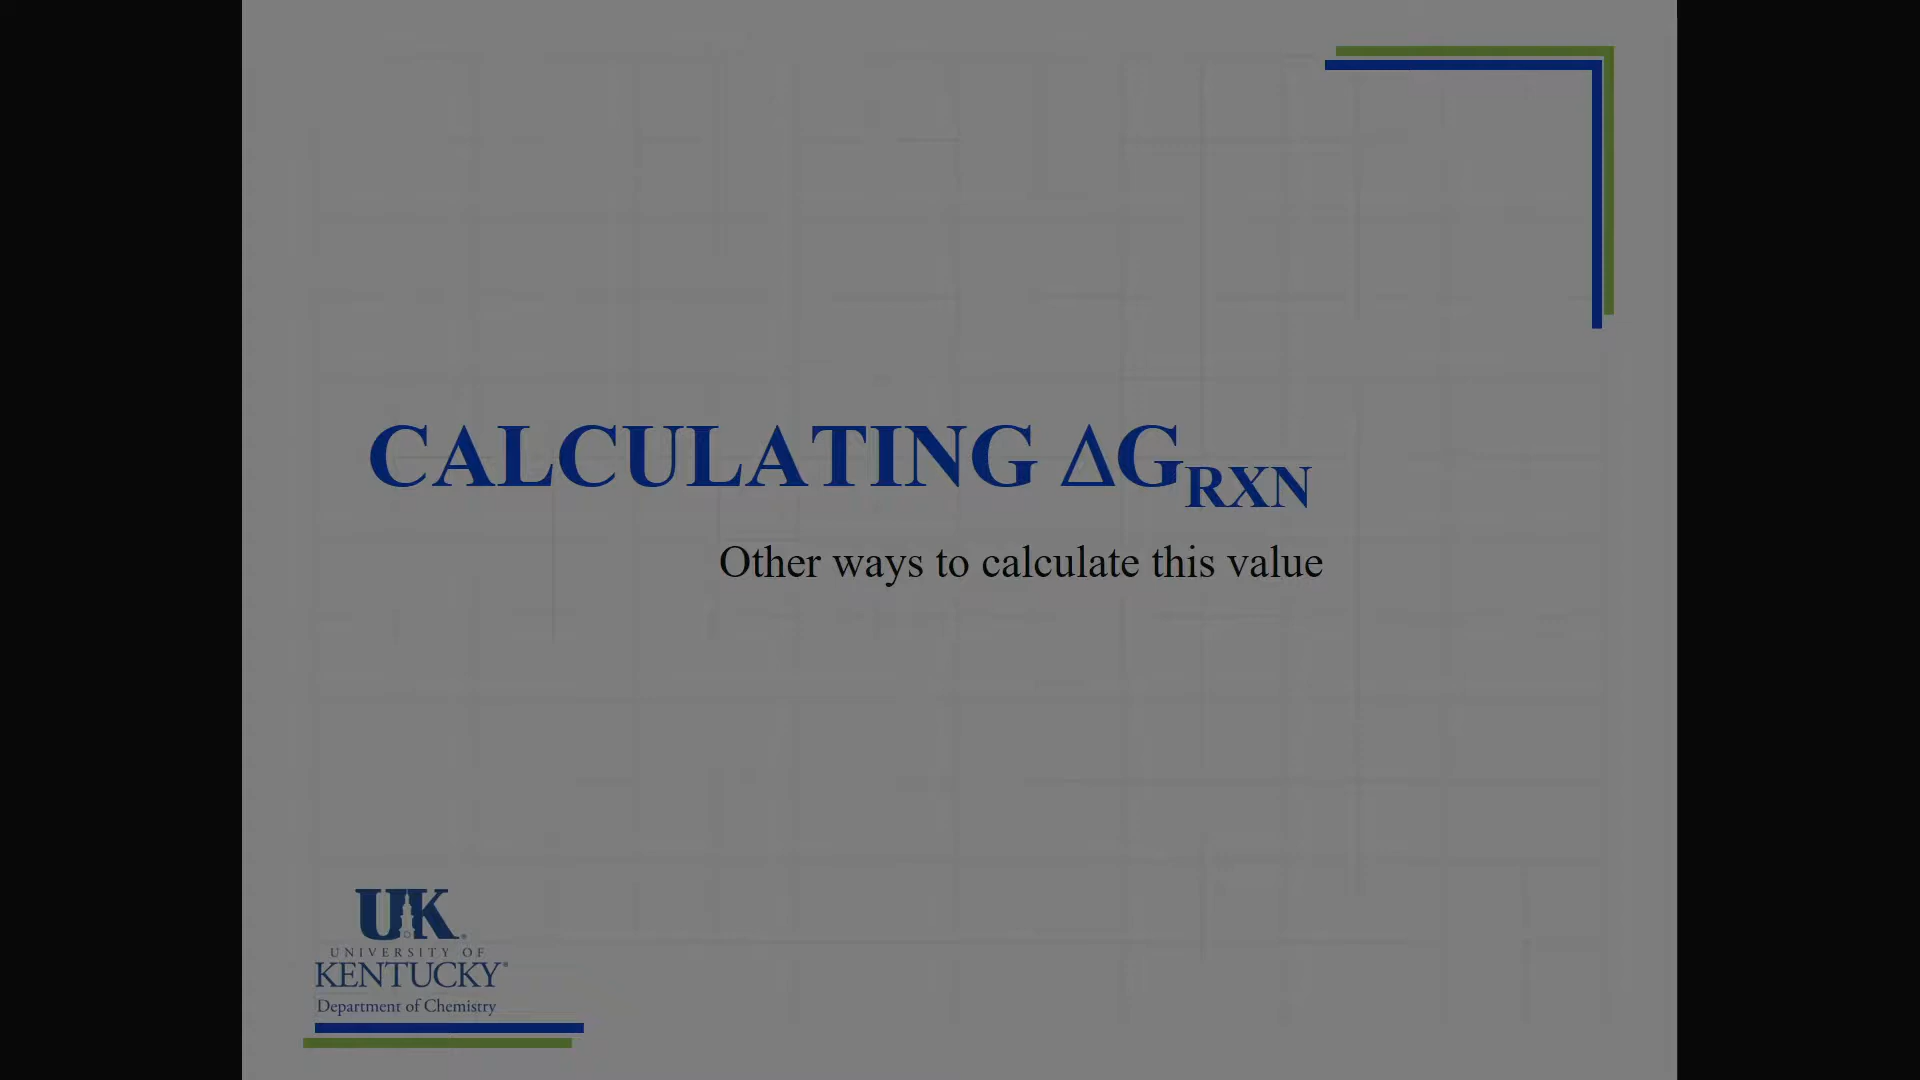 CALCULATING ΔGRXN
Other ways to calculate this value
UK
UNIVERSITY OF
KENTUCKY
Department of Chemistry